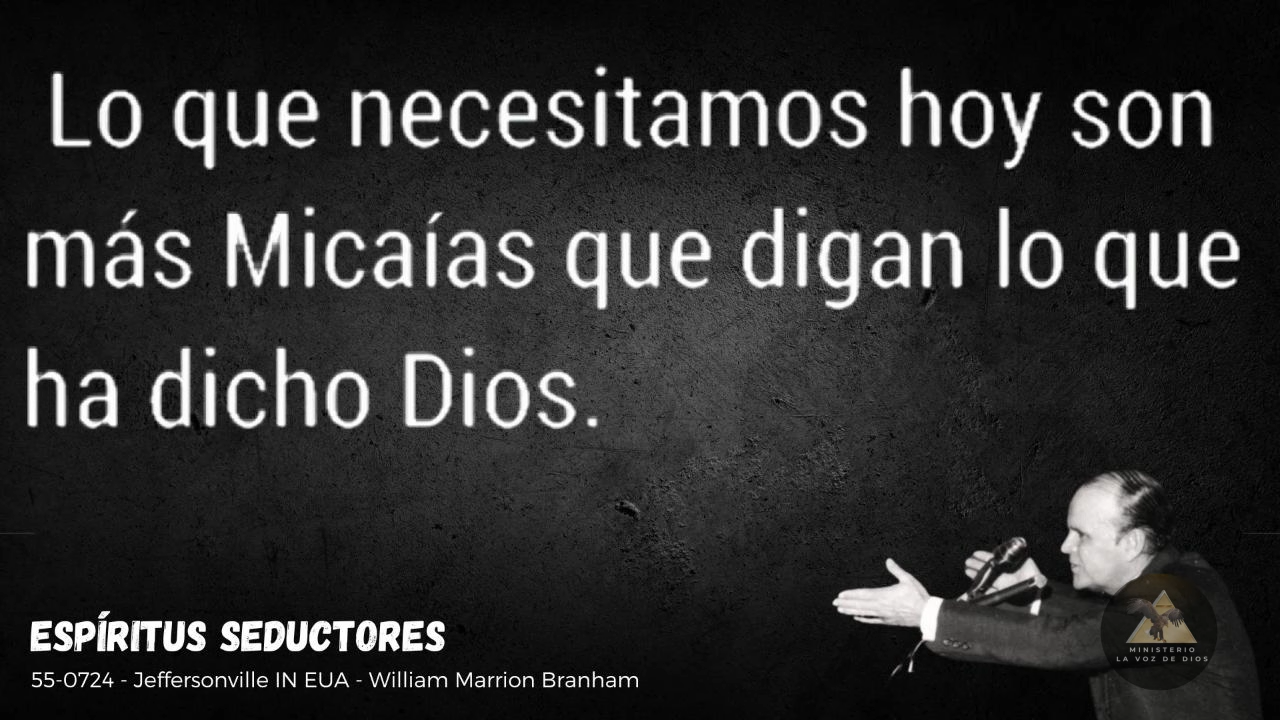 Lo que necesitamos hoy son
más Micaías que digan lo que
ha dicho Dios.
ESPÍRITUS SEDUCTORES
55-0724 - Jeffersonville IN EUA - William Marrion Branham
MINISTERIO
LA VOZ DE DIOS